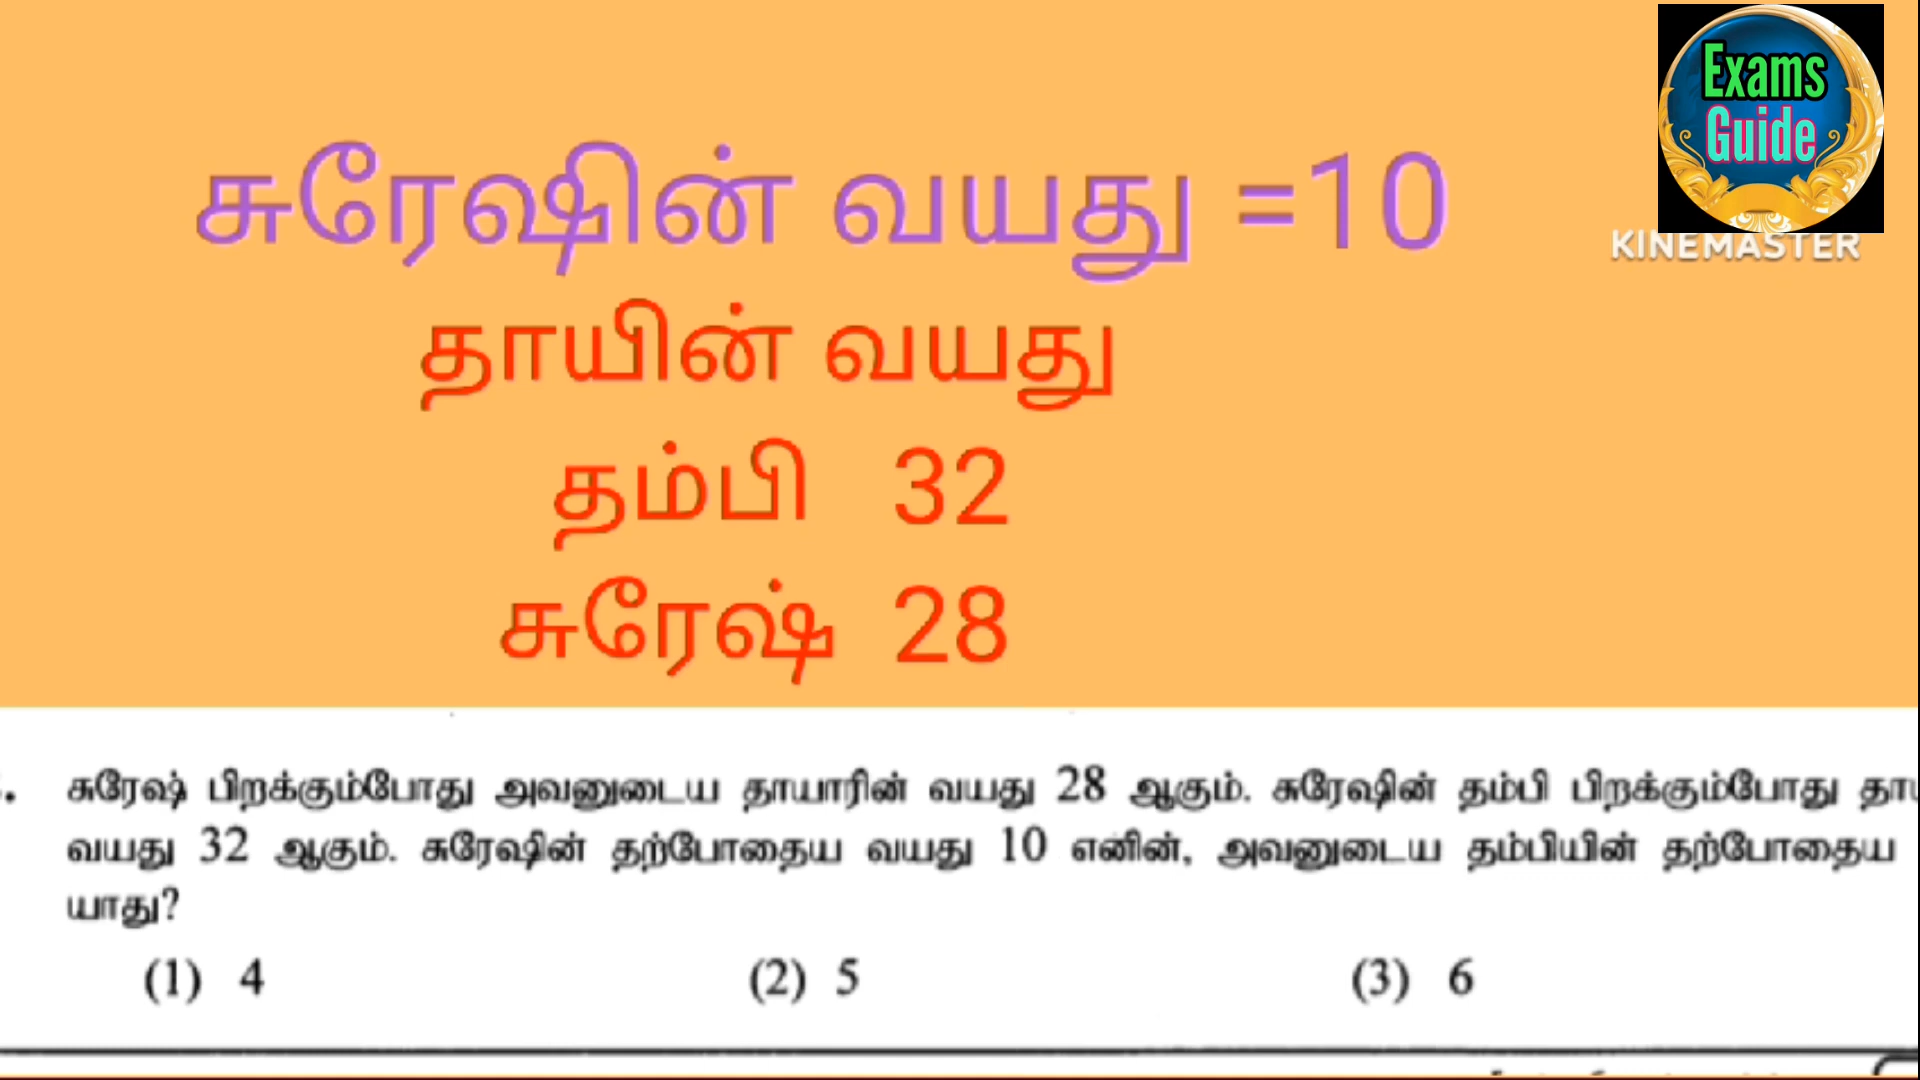 Exams
Guide
KINEMASTER
சுரேஷின் வயது =10
தாயின் வயது
தம்பி 32
சுரேஷ் 28
சுரேஷ் பிறக்கும்போது அவனுடைய தாயாரின் வயது 28 ஆகும். சுரேஷின் தம்பி பிறக்கும்போது
வயது 32 ஆகும். சுரேஷின் தற்போதைய வயது 10 எனின், அவனுடைய தம்பியின் தற்போதைய
யாது?
(1) 4 (2) 5 (3) 6